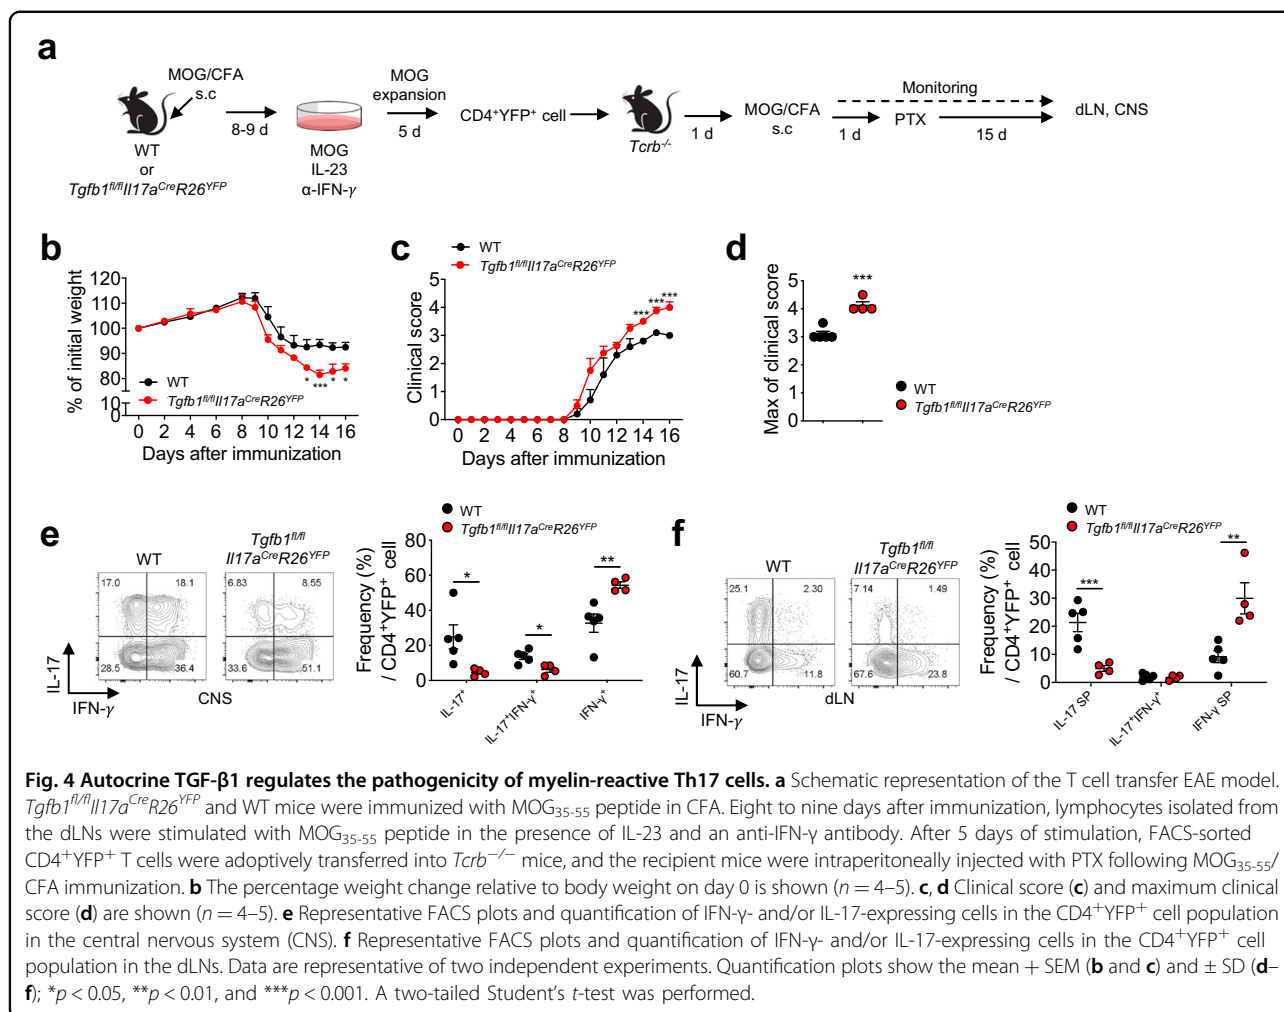 a
MOG/CFA
s.c
WT
or
Tgfb1fl/flIl17aCreR26YFP
8-9 d
MOG
IL-23
α-IFN-γ
MOG
expansion
5 d
CD4+YFP+ cell
Tcrb-/-
1 d
MOG/CFA
s.c
Monitoring
1 d
PTX
15 d
dLN, CNS
b
% of initial weight
120
110
100
90
80
10
0
WT
Tgfb1fl/flIl17aCreR26YFP
* *** * *
0 2 4 6 8 10 12 14 16
Days after immunization
c
WT
Tgfb1fl/flIl17aCreR26YFP
Clinical score
5
4
3
2
1
0
*** *** ***
0 2 4 6 8 10 12 14 16
Days after immunization
d
Max of clinical score
5
4
3
2
1
0
***
WT
Tgfb1fl/flIl17aCreR26YFP
e
WT
Tgfb1fl/fl
Il17aCreR26YFP
17.0 18.1
28.5 36.4
6.83 8.55
33.6 51.1
IL-17
IFN-γ
CNS
WT
Tgfb1fl/flIl17aCreR26YFP
Frequency (%)
/ CD4+YFP+ cell
80
60
40
20
0
* * **
IL-17+
IL-17+IFN-γ+
IFN-γ+
f
WT
Tgfb1fl/fl
Il17aCreR26YFP
25.1 2.30
60.7 11.8
7.14 1.49
67.6 23.8
IL-17
IFN-γ
dLN
WT
Tgfb1fl/flIl17aCreR26YFP
Frequency (%)
/ CD4+YFP+ cell
50
40
30
20
10
0
*** **
IL-17 SP
IL-17+IFN-γ+
IFN-γ SP
Fig. 4 Autocrine TGF-β1 regulates the pathogenicity of myelin-reactive Th17 cells. a Schematic representation of the T cell transfer EAE model.
Tgfb1fl/flIl17aCreR26YFP and WT mice were immunized with MOG35-55 peptide in CFA. Eight to nine days after immunization, lymphocytes isolated from
the dLNs were stimulated with MOG35-55 peptide in the presence of IL-23 and an anti-IFN-γ antibody. After 5 days of stimulation, FACS-sorted
CD4+YFP+ T cells were adoptively transferred into Tcrb−/− mice, and the recipient mice were intraperitoneally injected with PTX following MOG35-55/
CFA immunization. b The percentage weight change relative to body weight on day 0 is shown (n = 4–5). c, d Clinical score (c) and maximum clinical
score (d) are shown (n = 4–5). e Representative FACS plots and quantification of IFN-γ- and/or IL-17-expressing cells in the CD4+YFP+ cell population
in the central nervous system (CNS). f Representative FACS plots and quantification of IFN-γ- and/or IL-17-expressing cells in the CD4+YFP+ cell
population in the dLNs. Data are representative of two independent experiments. Quantification plots show the mean + SEM (b and c) and ± SD (d–
f); *p < 0.05, **p < 0.01, and ***p < 0.001. A two-tailed Student's t-test was performed.